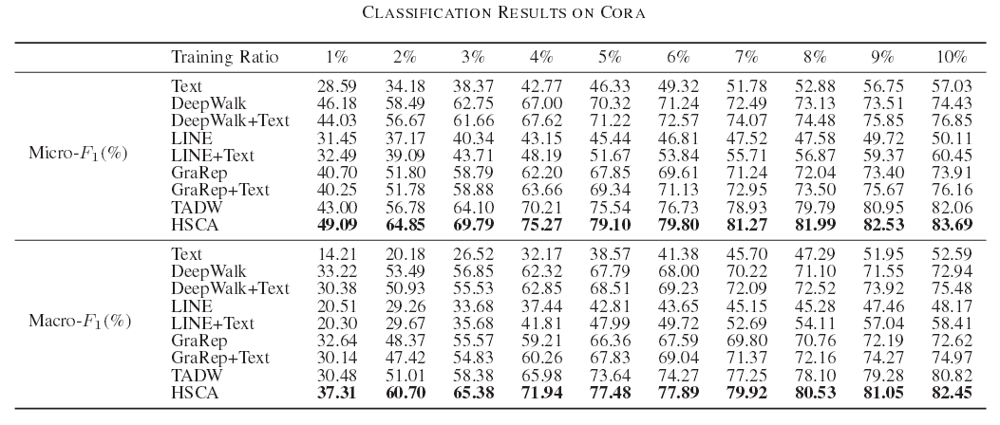 CLASSIFICATION RESULTS ON CORA
Training Ratio 1% 2% 3% 4% 5% 6% 7% 8% 9% 10%
Text 28.59 34.18 38.37 42.77 46.33 49.32 51.78 52.88 56.75 57.03
DeepWalk 46.18 58.49 62.75 67.00 70.32 71.24 72.49 73.13 73.51 74.43
DeepWalk+Text 44.03 56.67 61.66 67.62 71.22 72.57 74.07 74.48 75.85 76.85
LINE 31.45 37.17 40.34 43.15 45.44 46.81 47.52 47.58 49.72 50.11
Micro-F1(%) LINE+Text 32.49 39.09 43.71 48.19 51.67 53.84 55.71 56.87 59.37 60.45
GraRep 40.70 51.80 58.79 62.20 67.85 69.61 71.24 72.04 73.40 73.91
GraRep+Text 40.25 51.78 58.88 63.66 69.34 71.13 72.95 73.50 75.67 76.16
TADW 43.00 56.78 64.10 70.21 75.54 76.73 78.93 79.79 80.95 82.06
HSCA 49.09 64.85 69.79 75.27 79.10 79.80 81.27 81.99 82.53 83.69
Text 14.21 20.18 26.52 32.17 38.57 41.38 45.70 47.29 51.95 52.59
DeepWalk 33.22 53.49 56.85 62.32 67.79 68.00 70.22 71.10 71.55 72.94
DeepWalk+Text 30.38 50.93 55.53 62.85 68.51 69.23 72.09 72.52 73.92 75.48
LINE 20.51 29.26 33.68 37.44 42.81 43.65 45.15 45.28 47.46 48.17
Macro-F1(%) LINE+Text 20.30 29.67 35.68 41.81 47.99 49.72 52.69 54.11 57.04 58.41
GraRep 32.64 48.37 55.57 59.21 66.36 67.59 69.80 70.76 72.19 72.62
GraRep+Text 30.14 47.42 54.83 60.26 67.83 69.04 71.37 72.16 74.27 74.97
TADW 30.48 51.01 58.38 65.98 73.64 74.27 77.25 78.10 79.28 80.82
HSCA 37.31 60.70 65.38 71.94 77.48 77.89 79.92 80.53 81.05 82.45